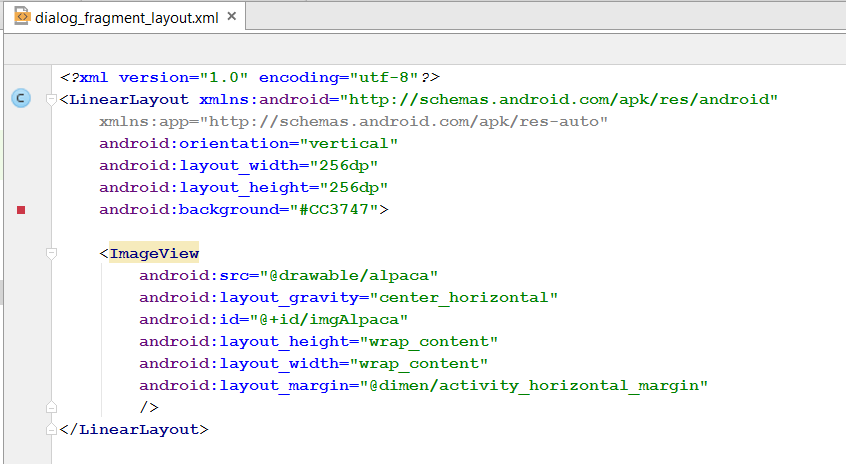 dialog_fragment_layout.xml ×
<?xml version="1.0" encoding="utf-8"?>
C
<LinearLayout xmlns:android="http://schemas.android.com/apk/res/android"
xmlns:app="http://schemas.android.com/apk/res-auto"
android:orientation="vertical"
android:layout_width="256dp"
android:layout_height="256dp"
android:background="#CC3747">
<ImageView
android:src="@drawable/alpaca"
android:layout_gravity="center_horizontal"
android:id="@+id/imgAlpaca"
android:layout_height="wrap_content"
android:layout_width="wrap_content"
android:layout_margin="@dimen/activity_horizontal_margin"
/>
</LinearLayout>